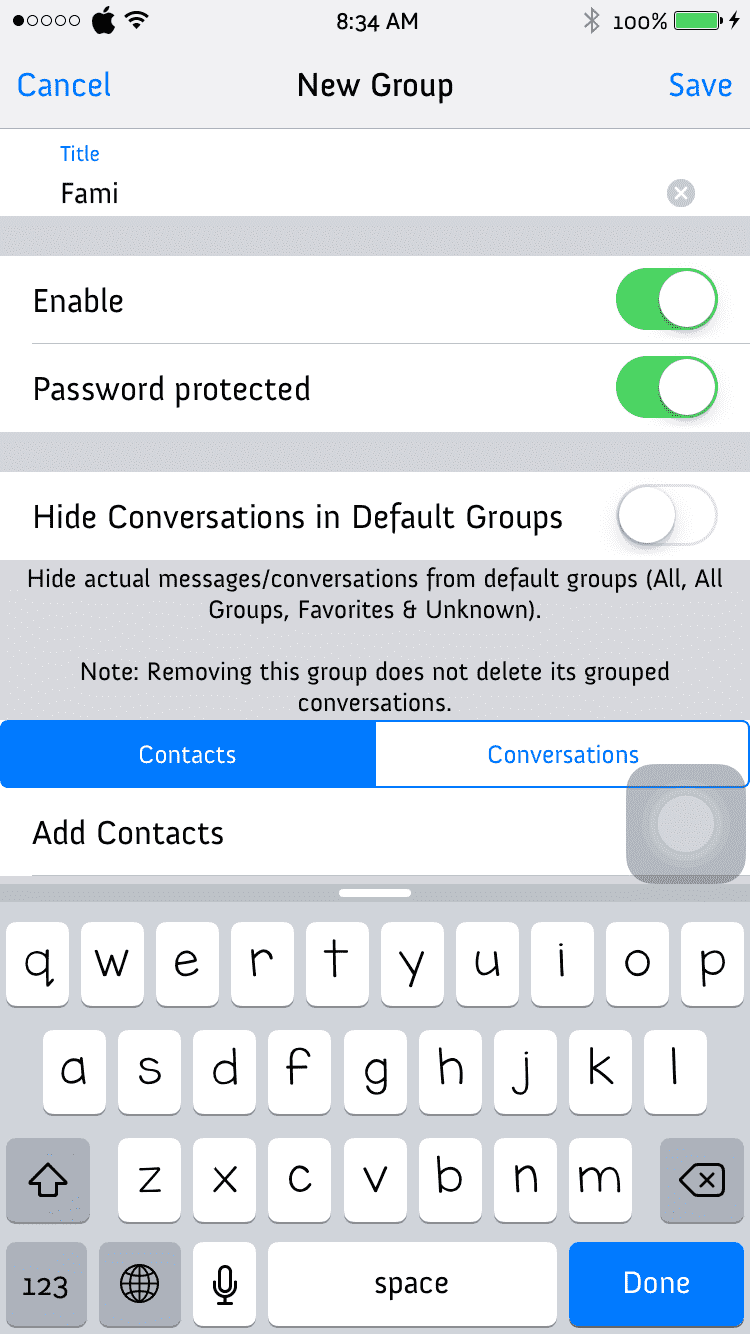 8:34 AM 100%
Cancel New Group Save
Title
Fami
Enable
Password protected
Hide Conversations in Default Groups
Hide actual messages/conversations from default groups (All, All
Groups, Favorites & Unknown).
Note: Removing this group does not delete its grouped
conversations.
Contacts Conversations
Add Contacts
q w e r t y u i o p
a s d f g h j k l
z x c v b n m
123 space Done